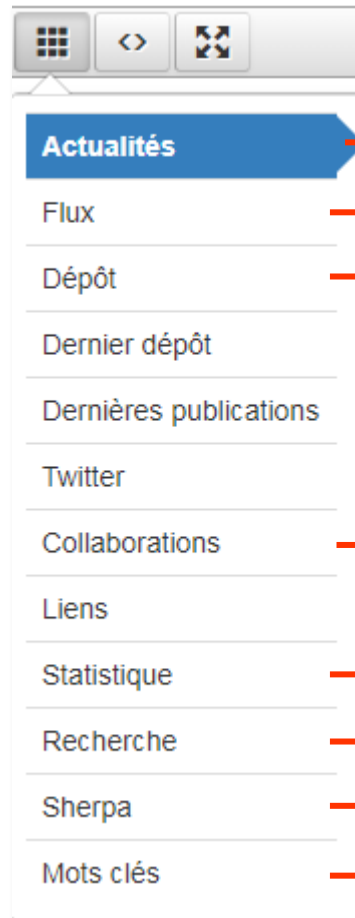 Actualités
Flux
Dépôt
Dernier dépôt
Dernières publications
Twitter
Collaborations
Liens
Statistique
Recherche
Sherpa
Mots clés